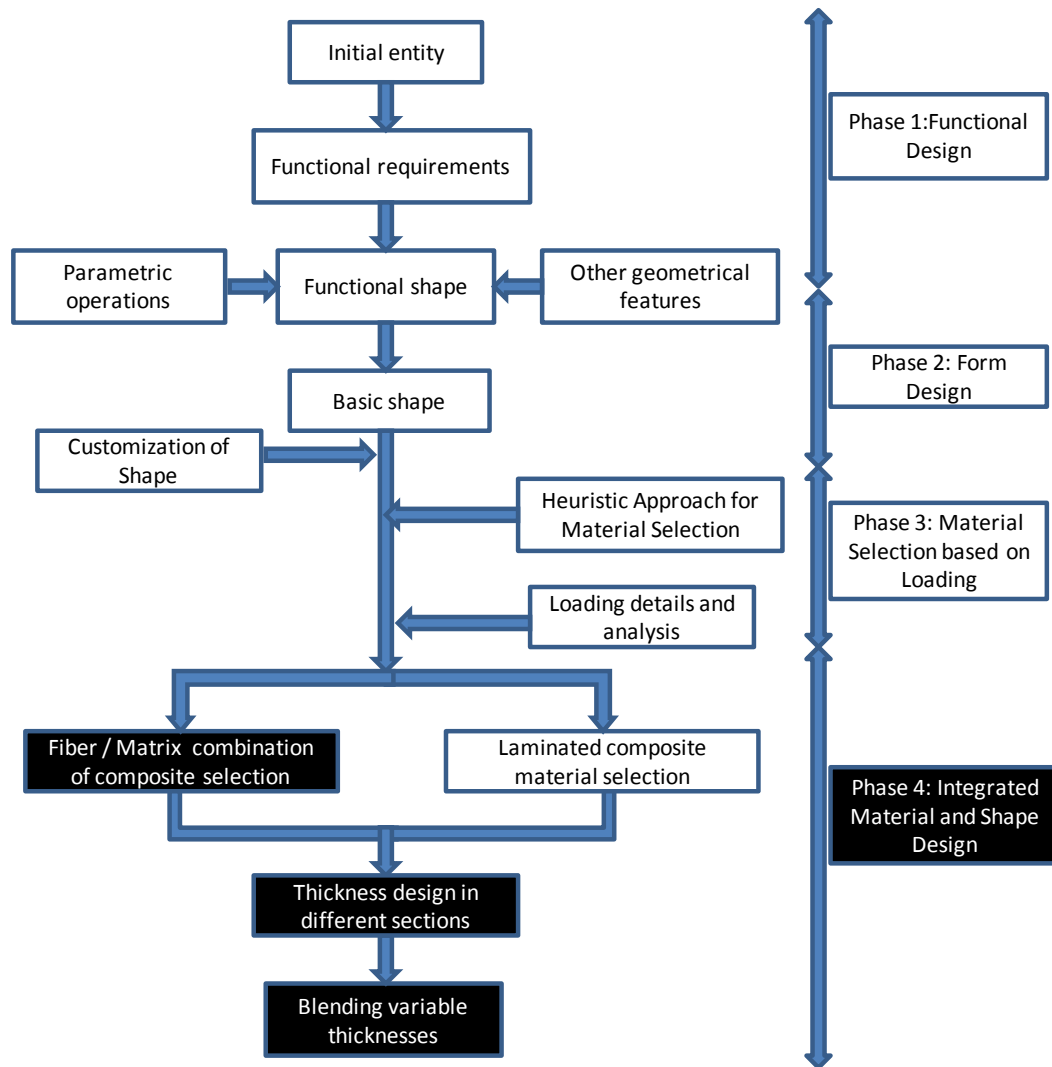 Initial entity
Functional requirements
Parametric
operations
Functional shape
Other geometrical
features
Basic shape
Customization of
Shape
Heuristic Approach for
Material Selection
Loading details and
analysis
Fiber / Matrix combination
of composite selection
Laminated composite
material selection
Thickness design in
different sections
Blending variable
thicknesses
Phase 1:Functional
Design
Phase 2: Form
Design
Phase 3: Material
Selection based on
Loading
Phase 4: Integrated
Material and Shape
Design